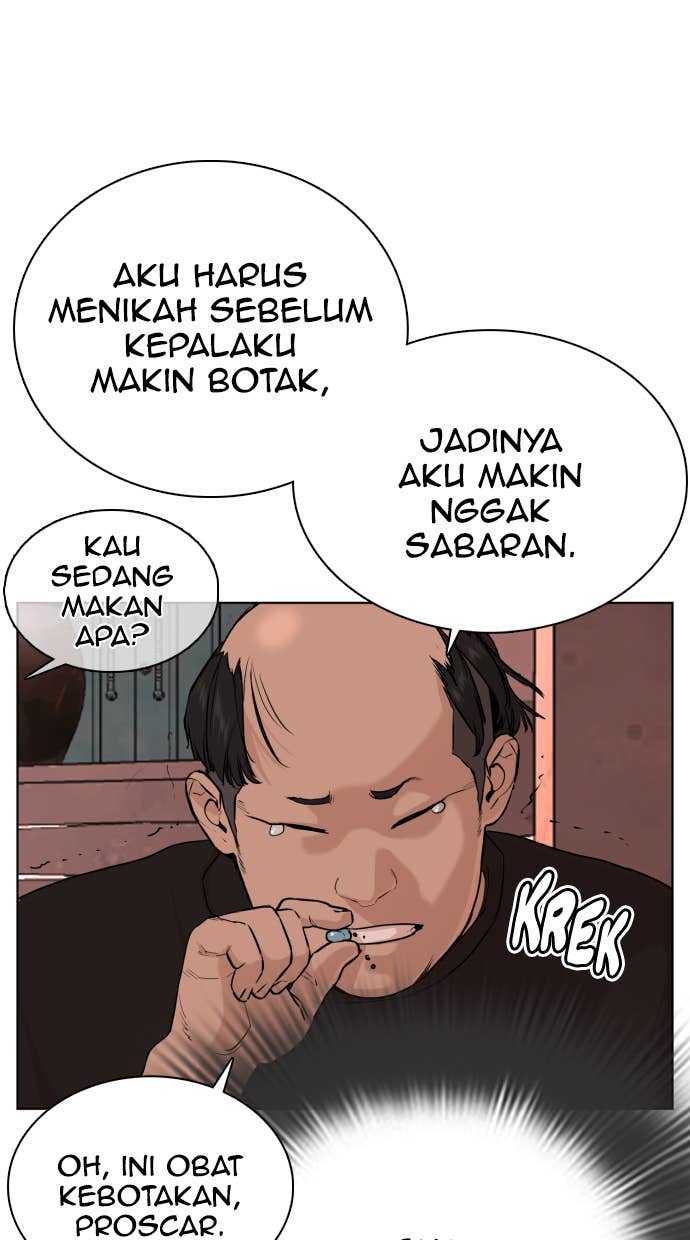 AKU HARUS
MENIKAH SEBELUM
KEPALAKU
MAKIN BOTAK,
JADINYA
AKU MAKIN
NGGAK
SABARAN.
KAU
SEDANG
MAKAN
APA?
KREK
OH, INI OBAT
KEBOTAKAN,
PROSCAR.